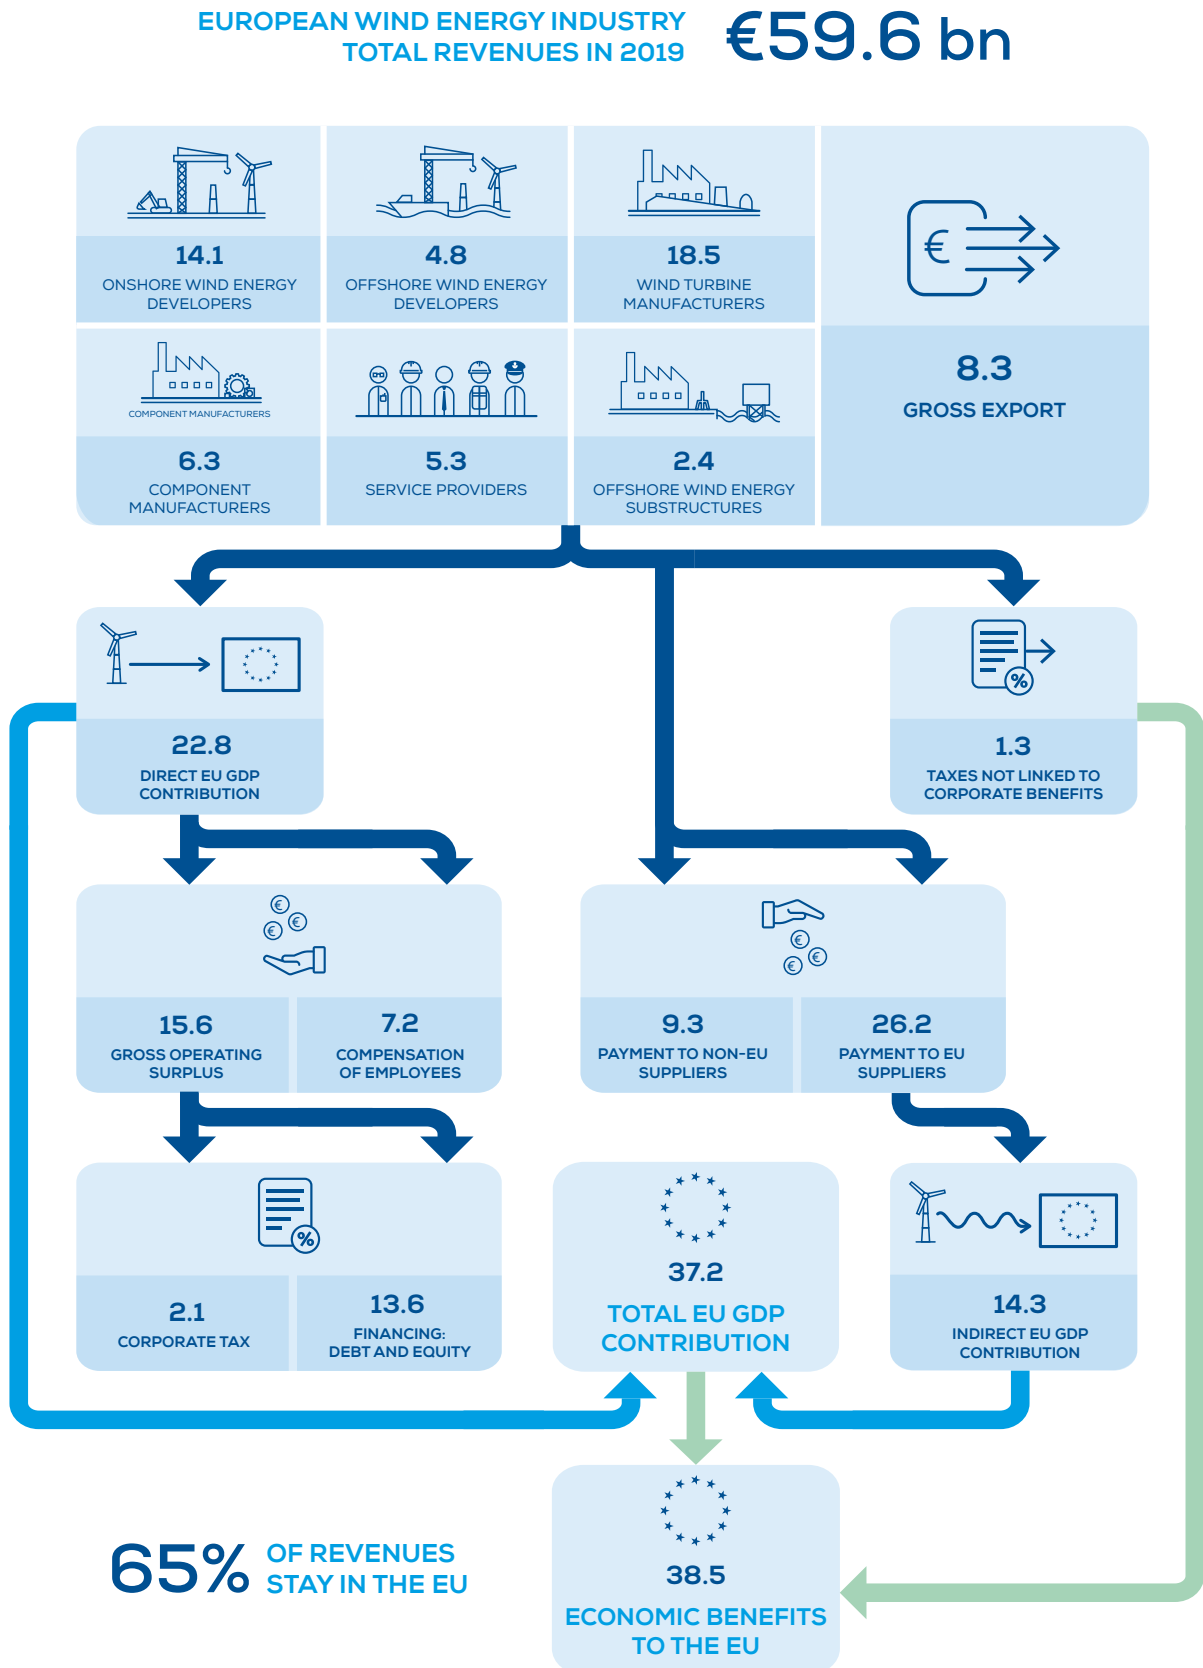 EUROPEAN WIND ENERGY INDUSTRY
TOTAL REVENUES IN 2019
€59.6 bn
14.1
ONSHORE WIND ENERGY
DEVELOPERS
4.8
OFFSHORE WIND ENERGY
DEVELOPERS
18.5
WIND TURBINE
MANUFACTURERS
€
8.3
GROSS EXPORT
COMPONENT MANUFACTURERS
6.3
COMPONENT
MANUFACTURERS
5.3
SERVICE PROVIDERS
2.4
OFFSHORE WIND ENERGY
SUBSTRUCTURES
22.8
DIRECT EU GDP
CONTRIBUTION
%
1.3
TAXES NOT LINKED TO
CORPORATE BENEFITS
€
€
€
15.6
GROSS OPERATING
SURPLUS
7.2
COMPENSATION
OF EMPLOYEES
€
€
€
9.3
PAYMENT TO NON-EU
SUPPLIERS
26.2
PAYMENT TO EU
SUPPLIERS
%
2.1
CORPORATE TAX
13.6
FINANCING:
DEBT AND EQUITY
37.2
TOTAL EU GDP
CONTRIBUTION
14.3
INDIRECT EU GDP
CONTRIBUTION
65% OF REVENUES
STAY IN THE EU
38.5
ECONOMIC BENEFITS
TO THE EU